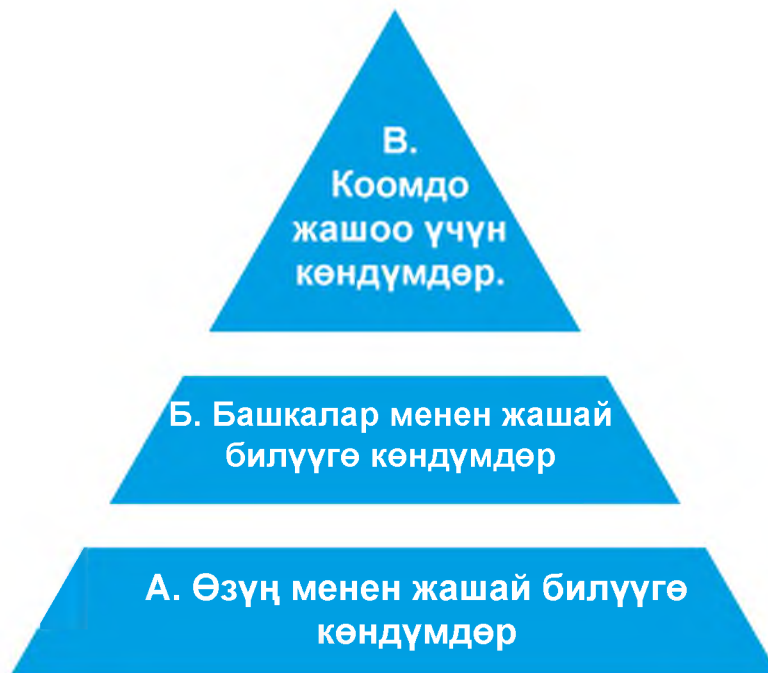 В.
Коомдо
жашоо үчүн
көндүмдөр.
Б. Башкалар менен жашай
билүүгө көндүмдөр
А. Өзүң менен жашай билүүгө
көндүмдөр